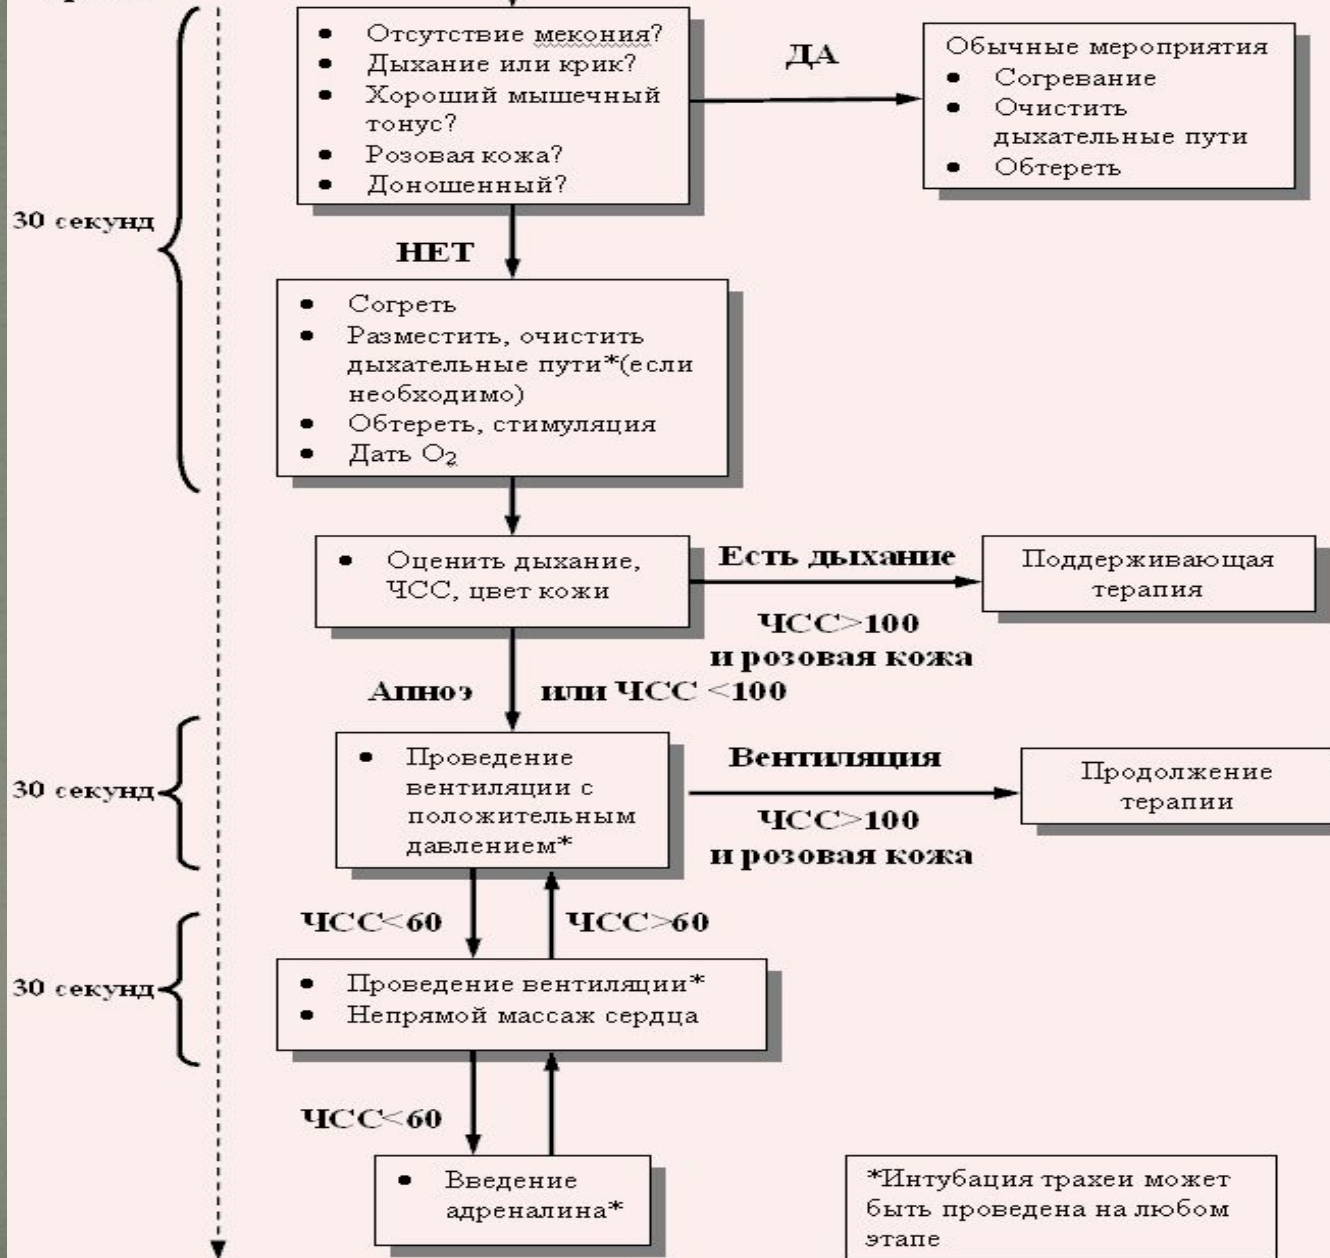 Отсутствие мекония?
Дыхание или крик?
Хороший мышечный
тонус?
Розовая кожа?
Доношенный?
ДА
Обычные мероприятия
Согревание
Очистить
дыхательные пути
Обтереть
30 секунд
НЕТ
Согреть
Разместить, очистить
дыхательные пути*(если
необходимо)
Обтереть, стимуляция
Дать O₂
Оценить дыхание,
ЧСС, цвет кожи
Есть дыхание
ЧСС>100
и розовая кожа
Поддерживающая
терапия
Апноэ или ЧСС <100
30 секунд
Проведение
вентиляции с
положительным
давлением*
Вентиляция
ЧСС>100
и розовая кожа
Продолжение
терапии
ЧСС<60 ЧСС>60
30 секунд
Проведение вентиляции*
Непрямой массаж сердца
ЧСС<60
Введение
адреналина*
*Интубация трахеи может
быть проведена на любом
этапе